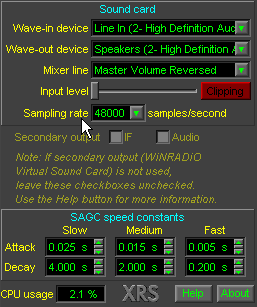 Sound card
Wave-in device Line In (2- High Definition Aud
Wave-out device Speakers (2- High Definition A
Mixer line Master Volume Reversed
Input level Clipping
Sampling rate 48000 samples/second
Secondary output IF Audio
Note: If secondary output (WiNRADiO
Virtual Sound Card) is not used,
leave these checkboxes unchecked.
Use the Help button for more information.
SAGC speed constants
Slow Medium Fast
Attack 0.025 s 0.015 s 0.005 s
Decay 4.000 s 2.000 s 0.200 s
CPU usage 2.1 % XRS Help About